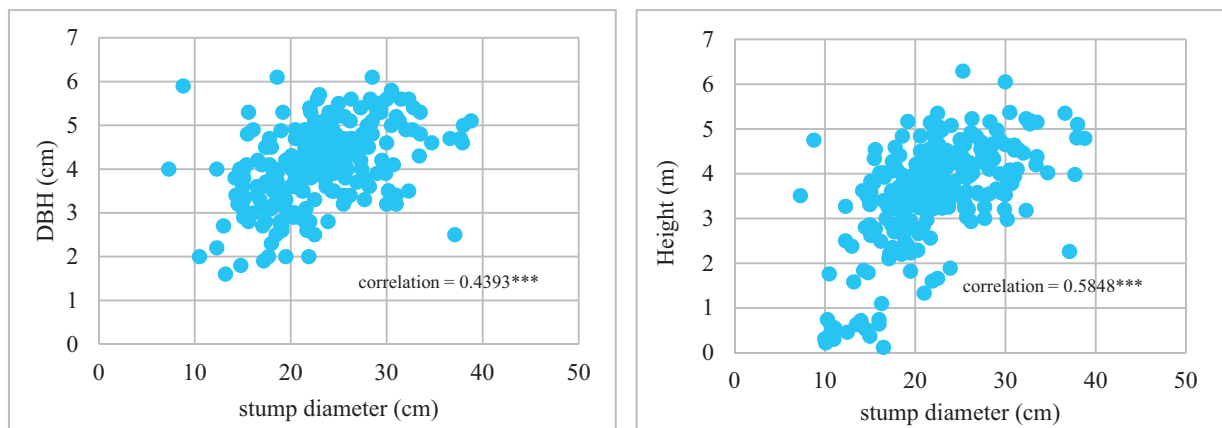 7
6
5
4
3
2
1
0
DBH (cm)
correlation = 0.4393***
0 10 20 30 40 50
stump diameter (cm)
7
6
5
4
3
2
1
0
Height (m)
correlation = 0.5848***
0 10 20 30 40 50
stump diameter (cm)